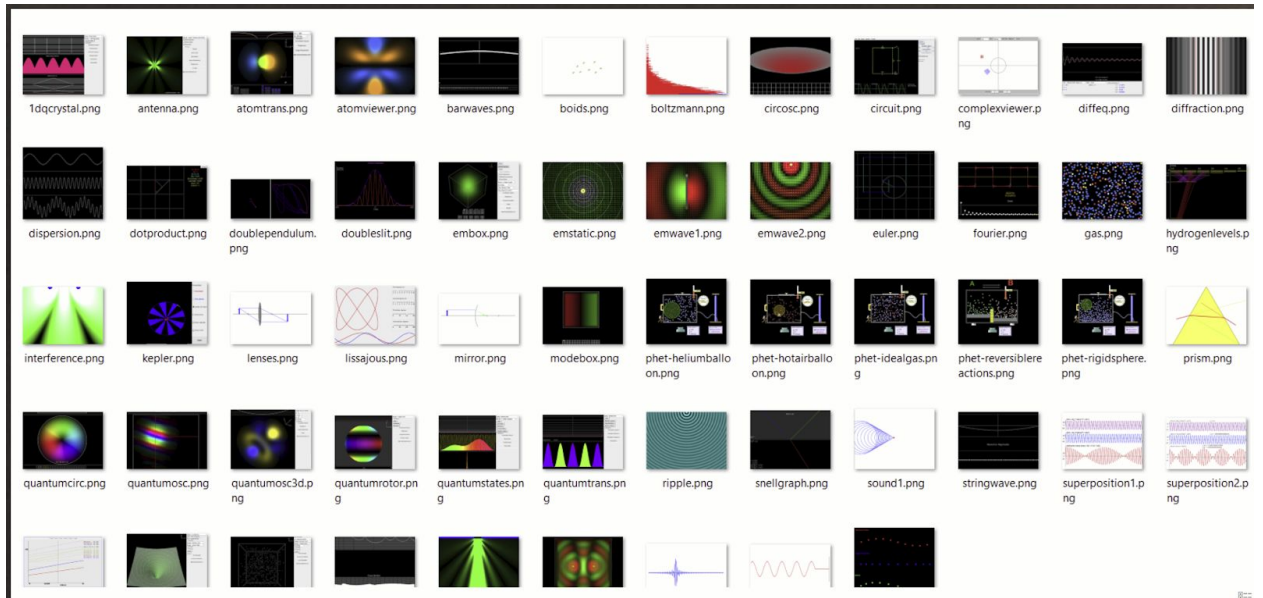 1dqcrystal.png
antenna.png
atomtrans.png
atomviewer.png
barwaves.png
boids.png
boltzmann.png
circosc.png
circuit.png
complexviewer.p
ng
diffeq.png
diffraction.png
dispersion.png
dotproduct.png
doublependulum.
png
doubleslit.png
embox.png
emstatic.png
emwave1.png
emwave2.png
euler.png
fourier.png
gas.png
hydrogenlevels.p
ng
interference.png
kepler.png
lenses.png
lissajous.png
mirror.png
modebox.png
phet-heliumballo
on.png
phet-hotairballo
on.png
phet-idealgas.pn
g
phet-reversiblere
actions.png
phet-rigidsphere.
png
prism.png
quantumcirc.png
quantumosc.png
quantumosc3d.p
ng
quantumrotor.pn
g
quantumstates.pn
g
quantumtrans.pn
g
ripple.png
snellgraph.png
sound1.png
stringwave.png
superposition1.p
ng
superposition2.p
ng
A
B